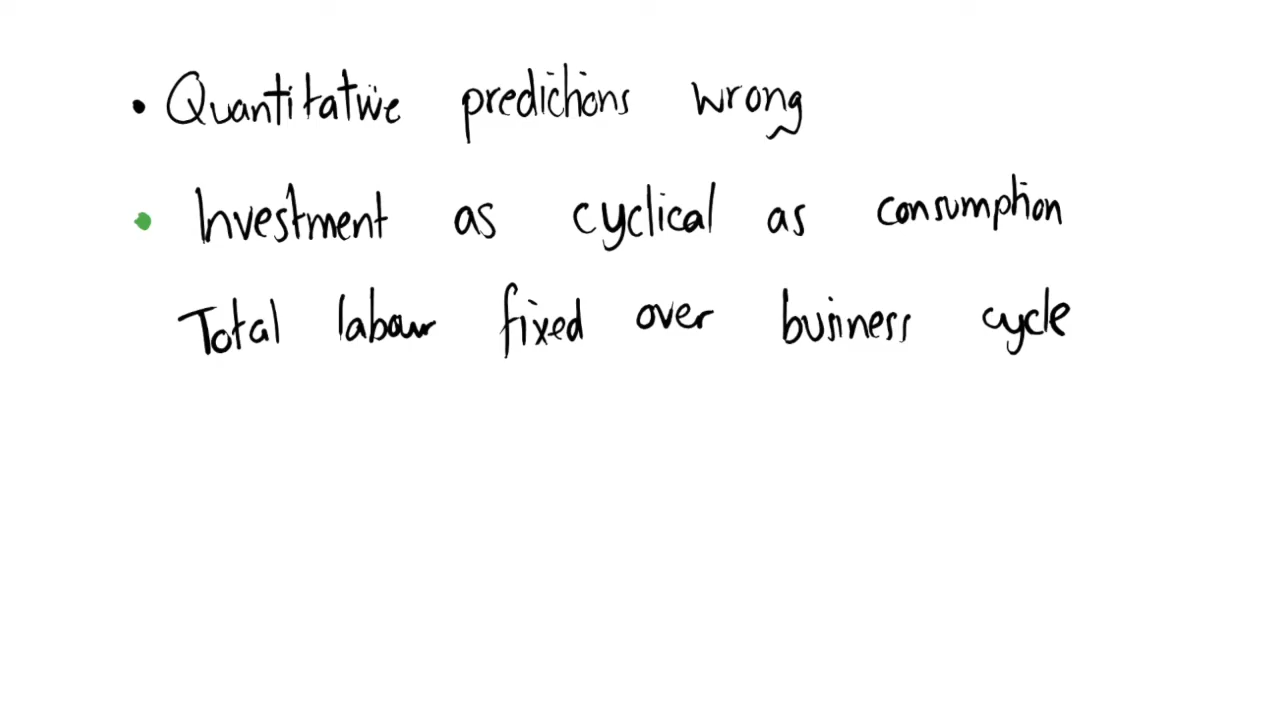 • Quantitative predictions wrong
• Investment as cyclical as consumption
Total labour fixed over business cycle